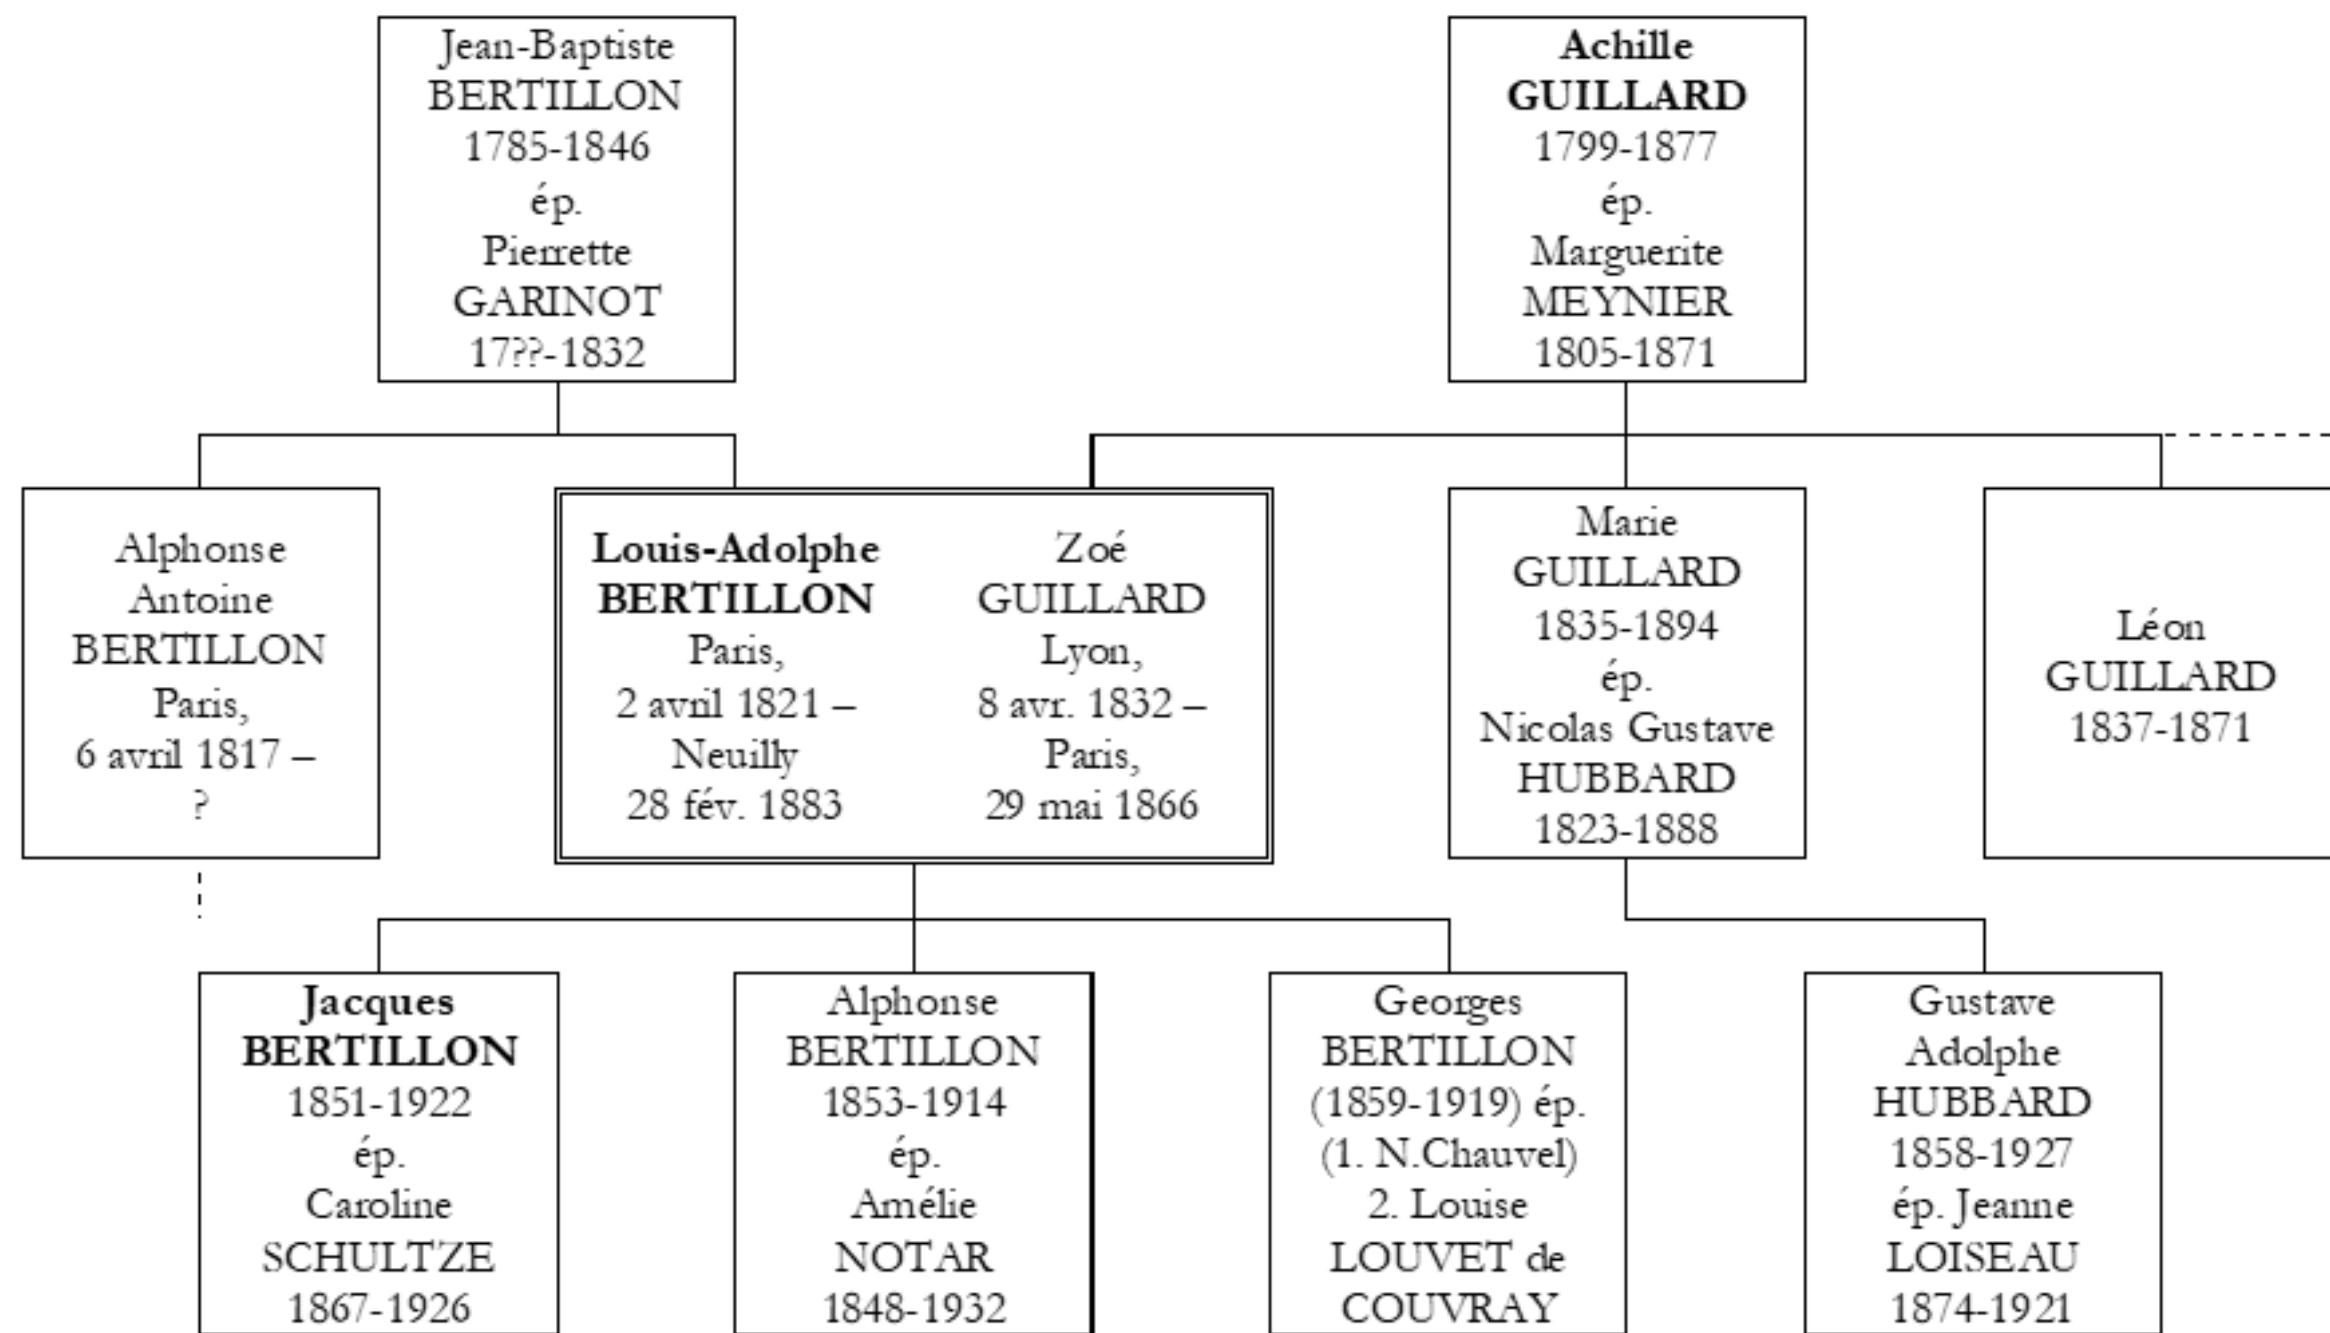 Jean-Baptiste
BERTILLON
1785-1846
ép.
Pierrette
GARINOT
17??-1832
Achille
GUILLARD
1799-1877
ép.
Marguerite
MEYNIER
1805-1871
Alphonse
Antoine
BERTILLON
Paris,
6 avril 1817 –
?
Louis-Adolphe
BERTILLON
Paris,
2 avril 1821 –
Neuilly
28 fév. 1883
Zoé
GUILLARD
Lyon,
8 avr. 1832 –
Paris,
29 mai 1866
Marie
GUILLARD
1835-1894
ép.
Nicolas Gustave
HUBBARD
1823-1888
Léon
GUILLARD
1837-1871
Jacques
BERTILLON
1851-1922
ép.
Caroline
SCHULTZE
1867-1926
Alphonse
BERTILLON
1853-1914
ép.
Amélie
NOTAR
1848-1932
Georges
BERTILLON
(1859-1919) ép.
(1. N.Chauvel)
2. Louise
LOUVET de
COUVRAY
Gustave
Adolphe
HUBBARD
1858-1927
ép. Jeanne
LOISEAU
1874-1921